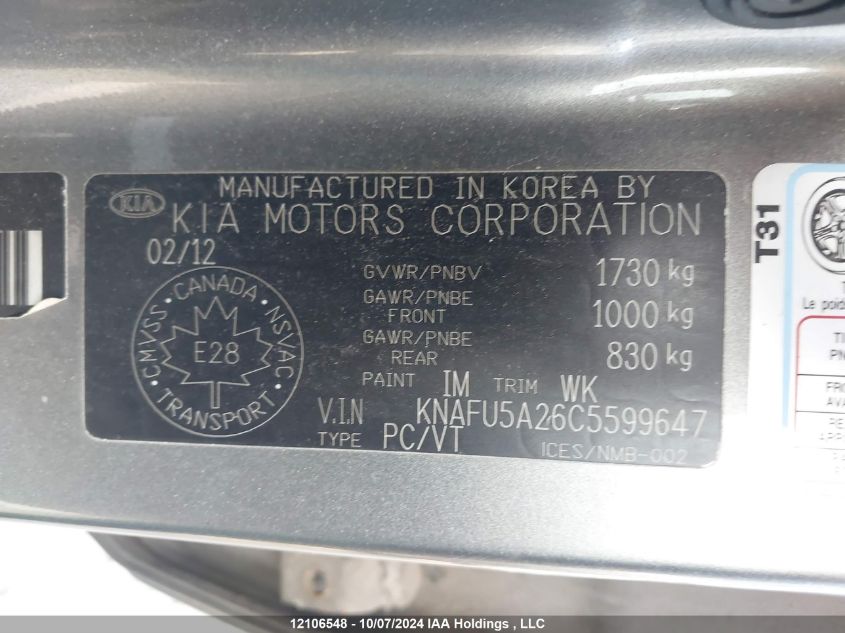 MANUFACTURED IN KOREA BY
KIA KIA MOTORS CORPORATION
02/12
GVWR/PNBV 1730 kg
GAWR/PNBE FRONT 1000 kg
GAWR/PNBE REAR 830 kg
PAINT IM TRIM WK
V.I.N KNAFU5A26C5599647
TYPE PC/VT
ICES/NMB-002
CANADA
CMVSS NSVAC
E28
TRANSPORT
T31
Le poid
12106548 - 10/07/2024 IAA Holdings , LLC